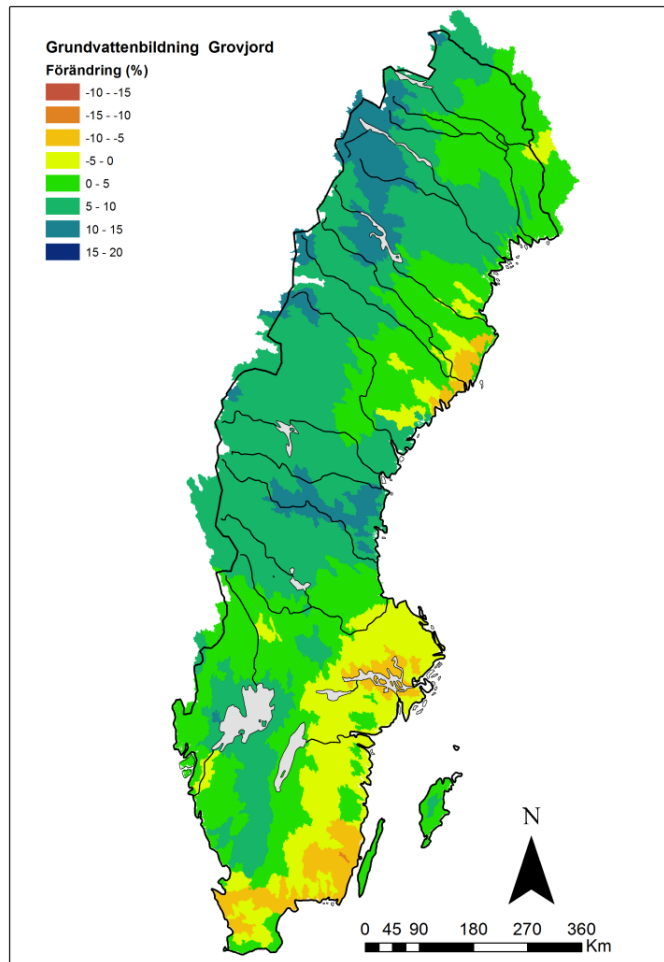 Grundvattenbildning Grovjord
Förändring (%)
-10 - -15
-15 - -10
-10 - -5
-5 - 0
0 - 5
5 - 10
10 - 15
15 - 20
N
0 45 90 180 270 360
Km